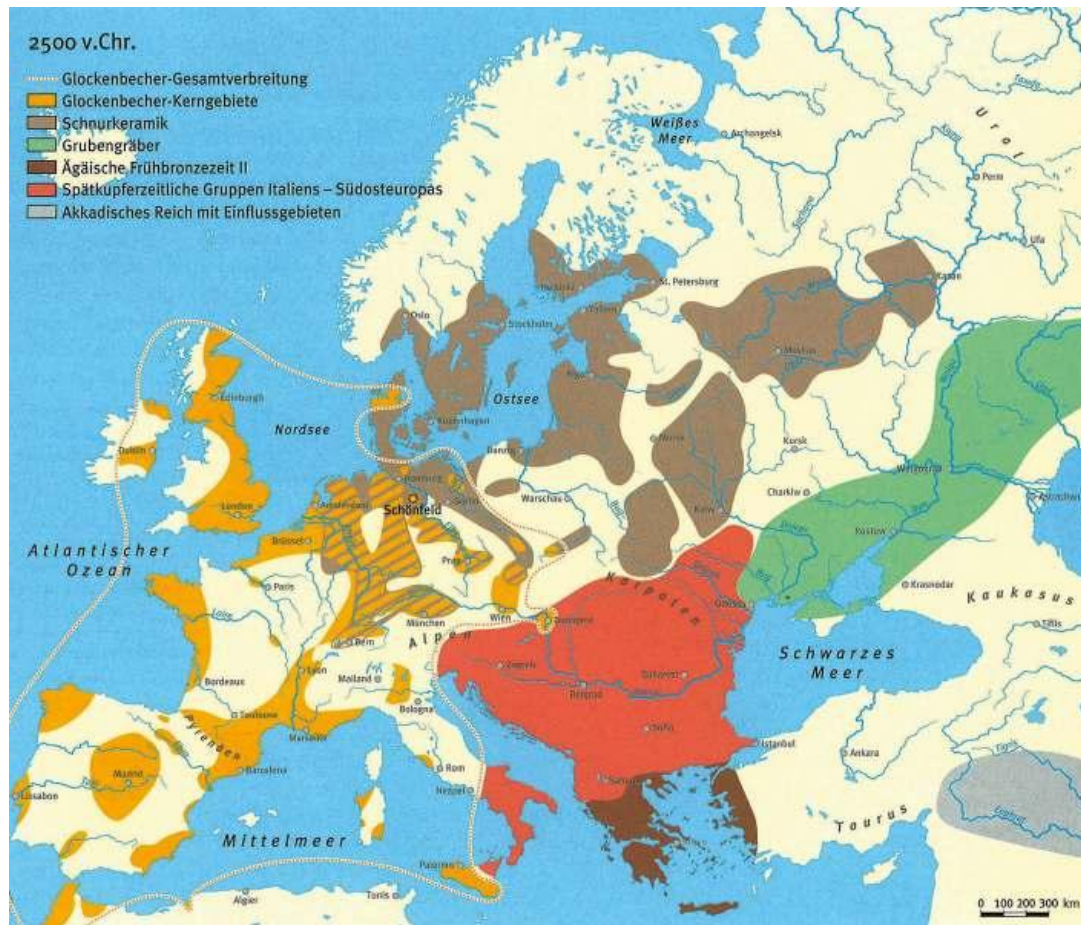 2500 v.Chr.
Glockenbecher-Gesamtverbreitung
Glockenbecher-Kerngebiete
Schnurkeramik
Grubengräber
Ägäische Frühbronzezeit II
Spätkupferzeitliche Gruppen Italiens – Südosteuropas
Akkadisches Reich mit Einflussgebieten
Weißes
Meer
Archangelsk
Ural
Perm
Ufa
Kasan
St. Petersburg
Oslo
Stockholm
Moskau
Ostsee
Nordsee
Edinburgh
Kopenhagen
Dublin
Danzig
Minsk
Kursk
Hamburg
Schönfeld
Berlin
Warschau
Charkiw
London
Amsterdam
Kiew
Astrachan
Brüssel
Prag
Rostow
Atlantischer
Ozean
Paris
Loire
Wien
Karpaten
Odessa
Krasnodar
Kaukasus
München
Bern
Alpen
Tiflis
Schwarzes
Meer
Lyon
Mailand
Zagreb
Belgrad
Bukarest
Bordeaux
Bologna
Toulouse
Marseille
Pyrenäen
Sofia
Istanbul
Ankara
Tigris
Madrid
Barcelona
Rom
Neapel
Lissabon
Euphrat
Taurus
Mittelmeer
Palermo
Algier
Tunis
0 100 200 300 km